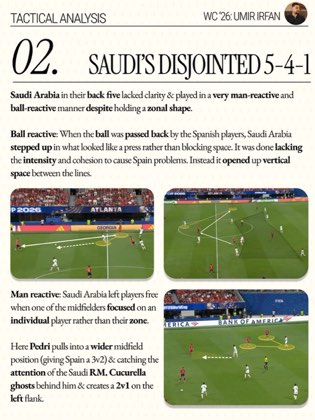 TACTICAL ANALYSIS
WC '26: UMIR IRFAN
02.
SAUDI'S DISJOINTED 5-4-1
Saudi Arabia in their back five lacked clarity & played in a very man-reactive and
ball-reactive manner despite holding a zonal shape.
Ball reactive: When the ball was passed back by the Spanish players, Saudi Arabia
stepped up in what looked like a press rather than blocking space. It was done lacking
the intensity and cohesion to cause Spain problems. Instead it opened up vertical
space between the lines.
P 2026
ATLANTA
Man reactive: Saudi Arabia left players free
when one of the midfielders focused on an
individual player rather than their zone.
Here Pedri pulls into a wider midfield
position (giving Spain a 3v2) & catching the
attention of the Saudi RM. Cucurella
ghosts behind him & creates a 2v1 on the
left flank.
FIFA
BANK OF AMERICA